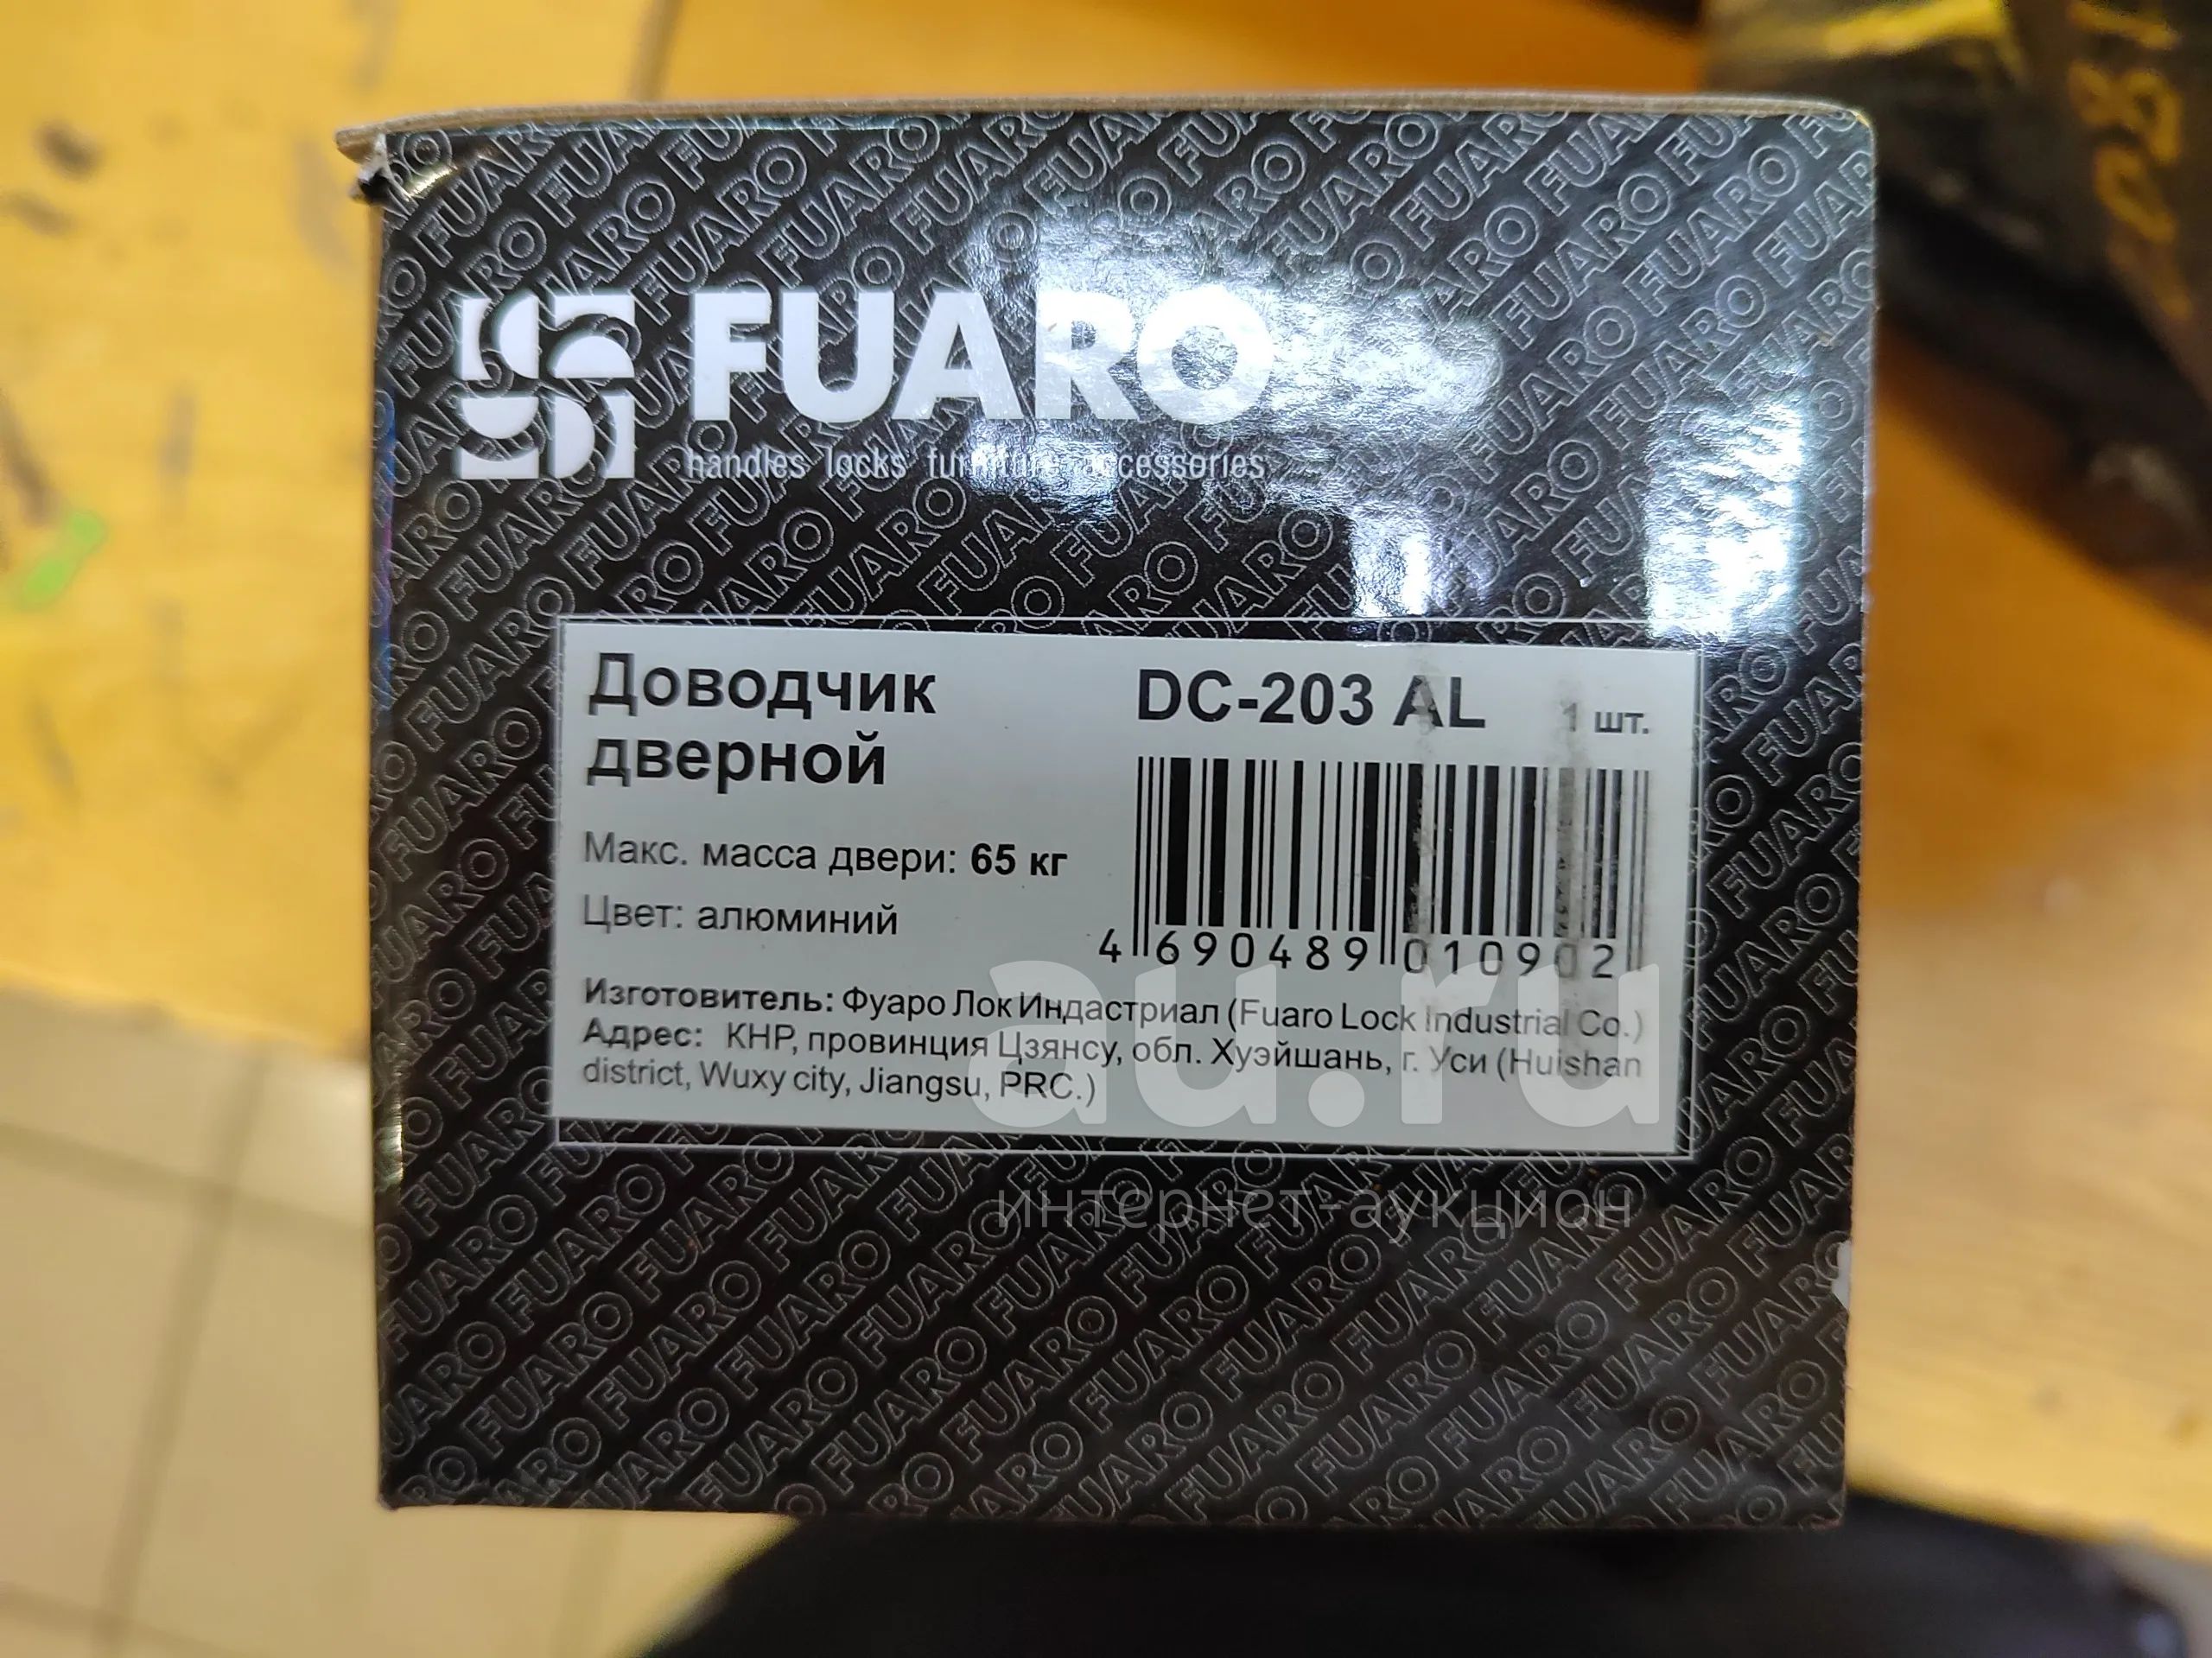 FUARO
handles locks furniture accessories
Доводчик
дверной
DC-203 AL 1 шт.
Макс. масса двери: 65 кг
Цвет: алюминий
4 690489 010902
Изготовитель: Фуаро Лок Индастриал (Fuaro Lock Industrial Co.)
Адрес: КНР, провинция Цзянсу, обл. Хуэйшань, г. Уси (Huishan
district, Wuxy city, Jiangsu, PRC.)
au.ru
интернет-аукцион